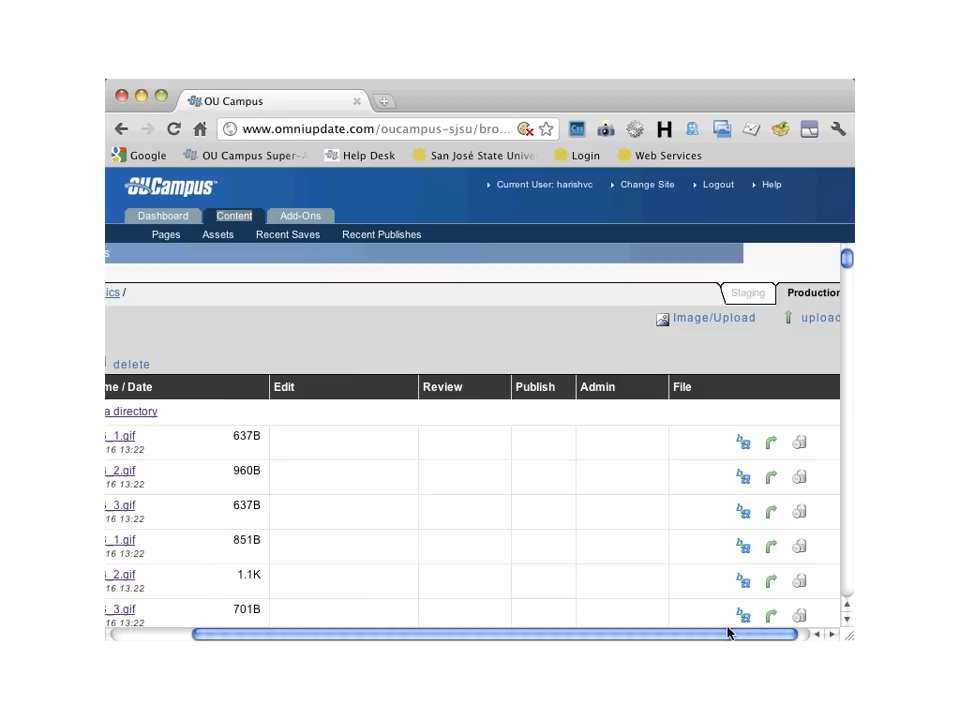 OU Campus
www.omniupdate.com/oucampus-sjsu/bro...
Google OU Campus Super-A Help Desk San José State Unive Login Web Services
OUCampus™ Current User: harishvc Change Site Logout Help
Dashboard Content Add-Ons
Pages Assets Recent Saves Recent Publishes
s
ics /
Staging Production
Image/Upload upload
delete
me / Date Edit Review Publish Admin File
a directory
_1.gif 637B
16 13:22
_2.gif 960B
16 13:22
_3.gif 637B
16 13:22
_1.gif 851B
16 13:22
_2.gif 1.1K
16 13:22
_3.gif 701B
16 13:22